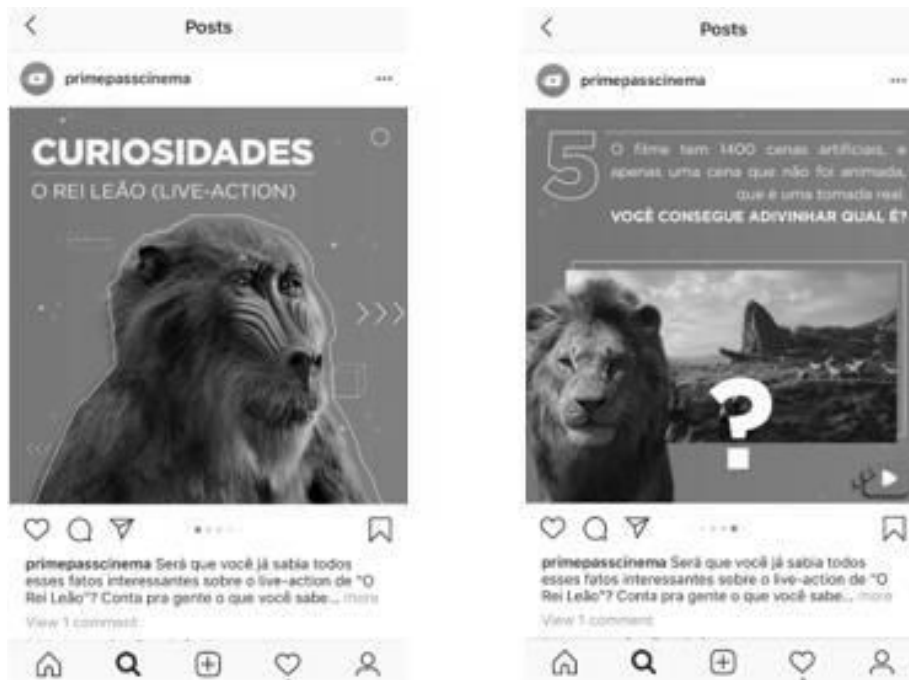 Posts
primepasscinema
CURIOSIDADES
O REI LEÃO (LIVE-ACTION)
primepasscinema Será que você já sabia todos
esses fatos interessantes sobre o live-action de "O
Rei Leão"? Conta pra gente o que você sabe... more
View 1 comment
Posts
primepasscinema
5
O filme tem 1400 cenas artificiais, e
apenas uma cena que não foi animada,
que é uma tomada real.
VOCÊ CONSEGUE ADIVINHAR QUAL É?
?
primepasscinema Será que você já sabia todos
esses fatos interessantes sobre o live-action de "O
Rei Leão"? Conta pra gente o que você sabe... more
View 1 comment